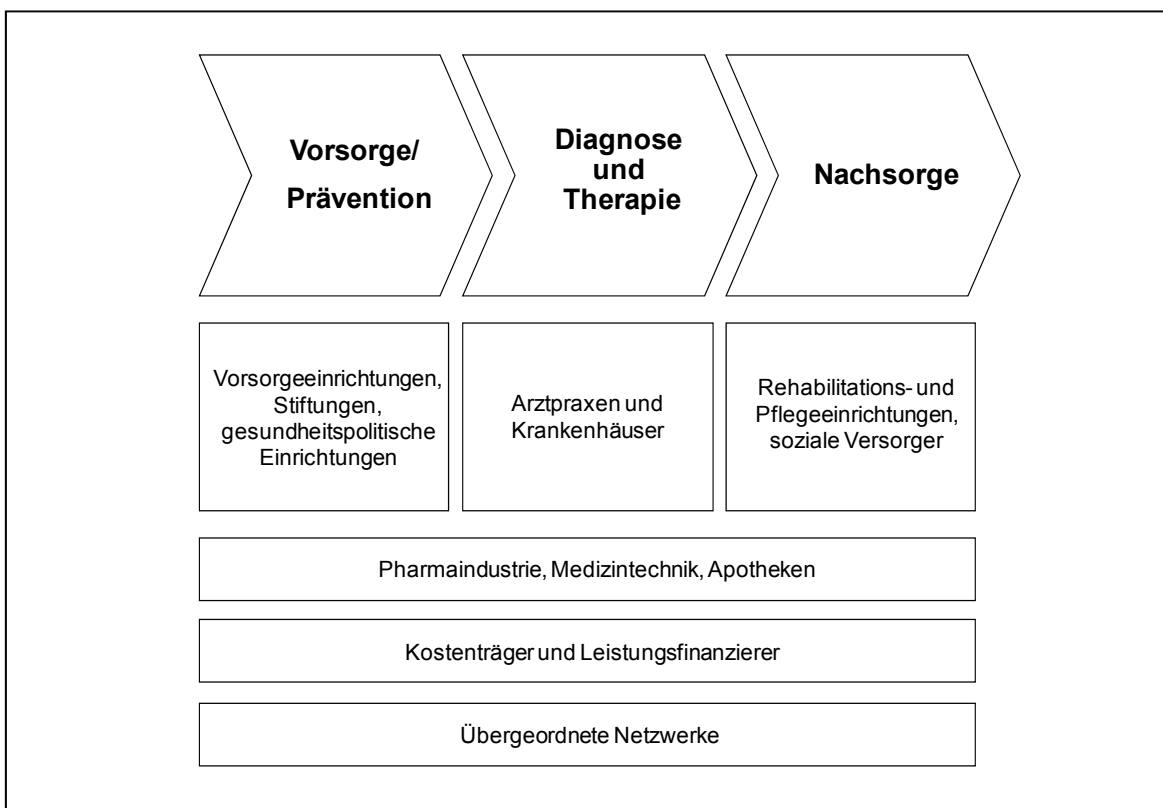 Vorsorge/
Prävention
Diagnose
und
Therapie
Nachsorge
Vorsorgeeinrichtungen,
Stiftungen,
gesundheitspolitische
Einrichtungen
Arztpraxen und
Krankenhäuser
Rehabilitations- und
Pflegeeinrichtungen,
soziale Versorger
Pharmaindustrie, Medizintechnik, Apotheken
Kostenträger und Leistungsfinanzierer
Übergeordnete Netzwerke